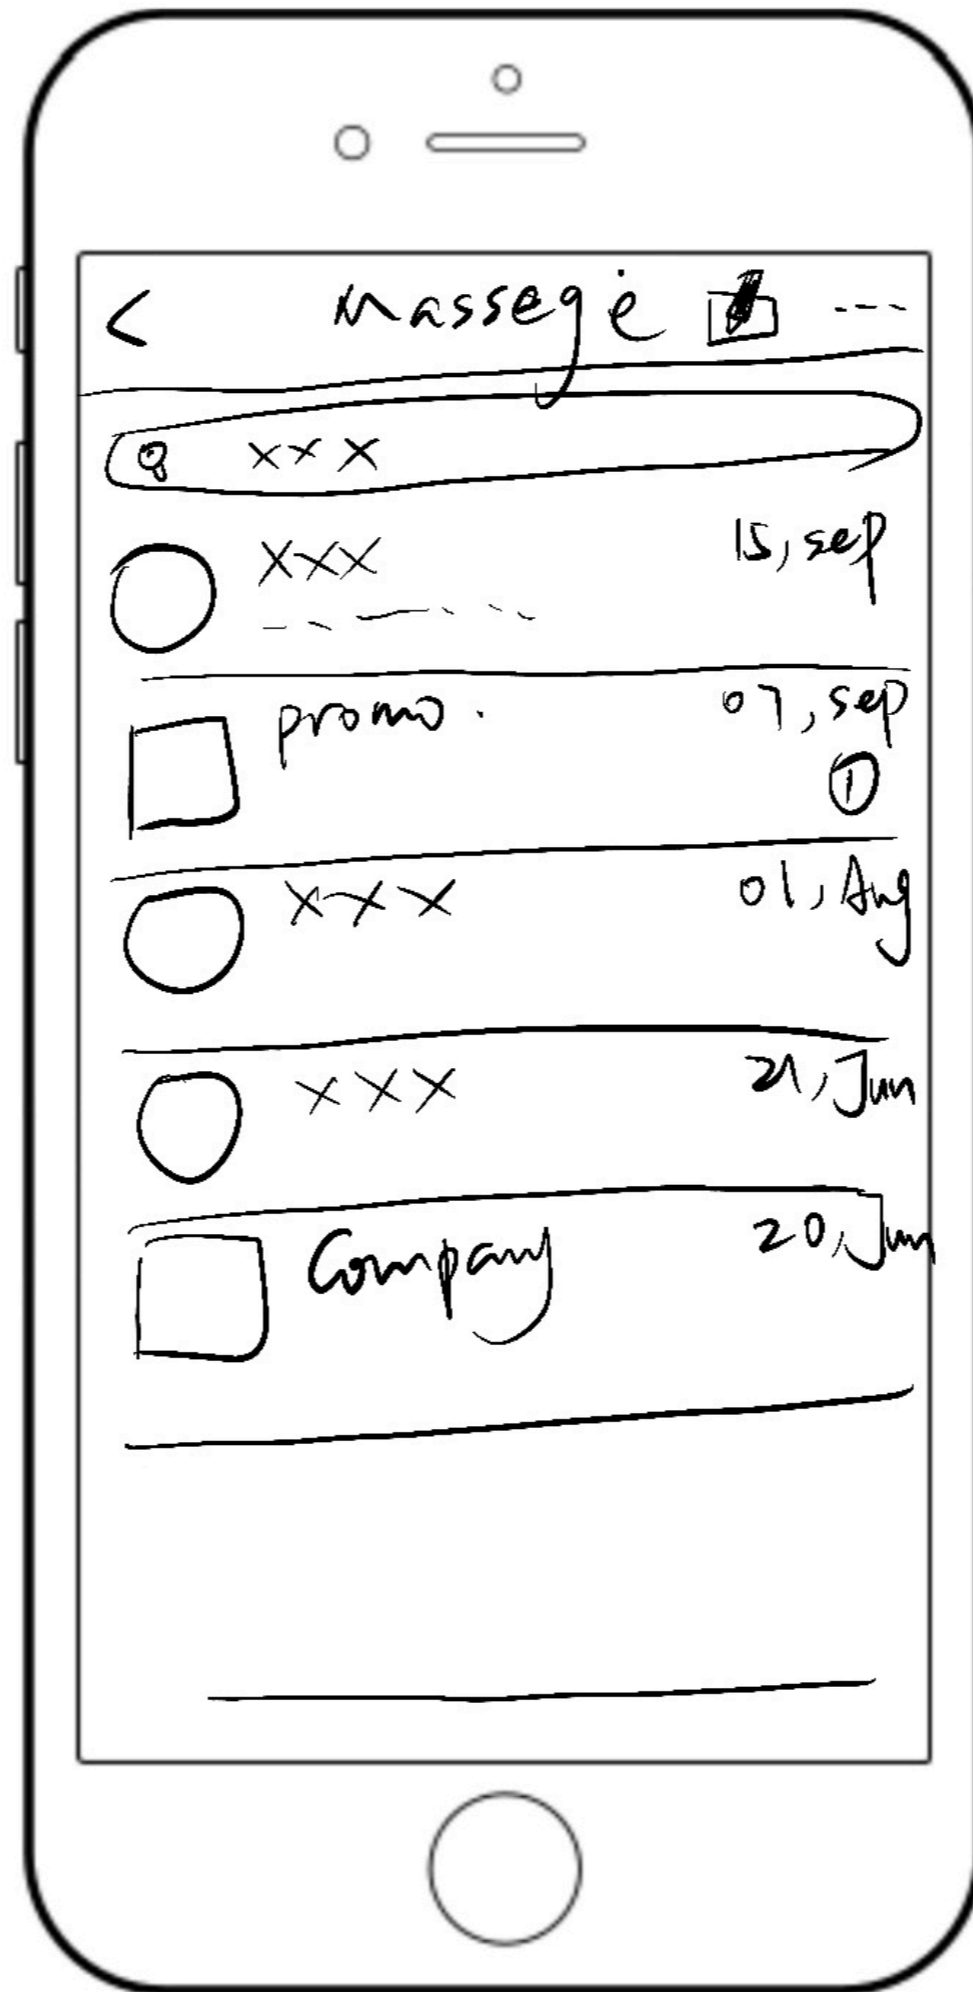 < Massege ---
xxx
XXX 15, sep
promo. 07, sep
1
XXX 01, Aug
XXX 21, Jun
Company 20, Jun